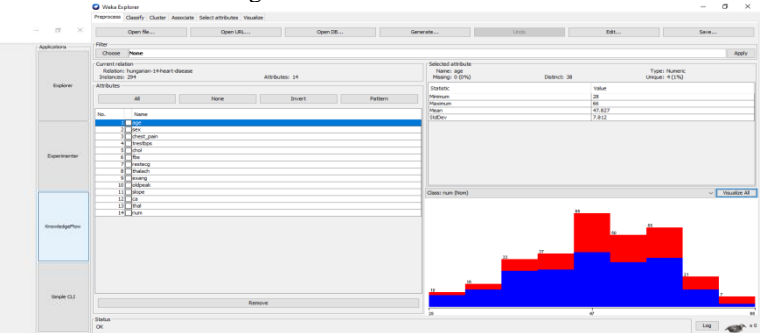 Weka Explorer
Preprocess Classify Cluster Associate Select attributes Visualize
Open file... Open URL... Open DB... Generate... Undo Edit... Save...
Applications
Filter
Choose None Apply
Current relation
Relation: hungarian-14-heart-disease
Instances: 294 Attributes: 14
Selected attribute
Name: age Type: Numeric
Missing: 0 (0%) Distinct: 38 Unique: 4 (1%)
Explorer
Attributes
All None Invert Pattern
Statistic Value
Minimum 28
Maximum 66
Mean 47.827
StdDev 7.812
No. Name
1 age
2 sex
3 chest_pain
4 trestbps
5 chol
6 fbs
7 restecg
8 thalach
9 exang
10 oldpeak
11 slope
12 ca
13 thal
14 num
Experimenter
Class: num (Nom) Visualize All
KnowledgeFlow
Simple CLI
Remove
28 47 66
Status
OK
Log x 0